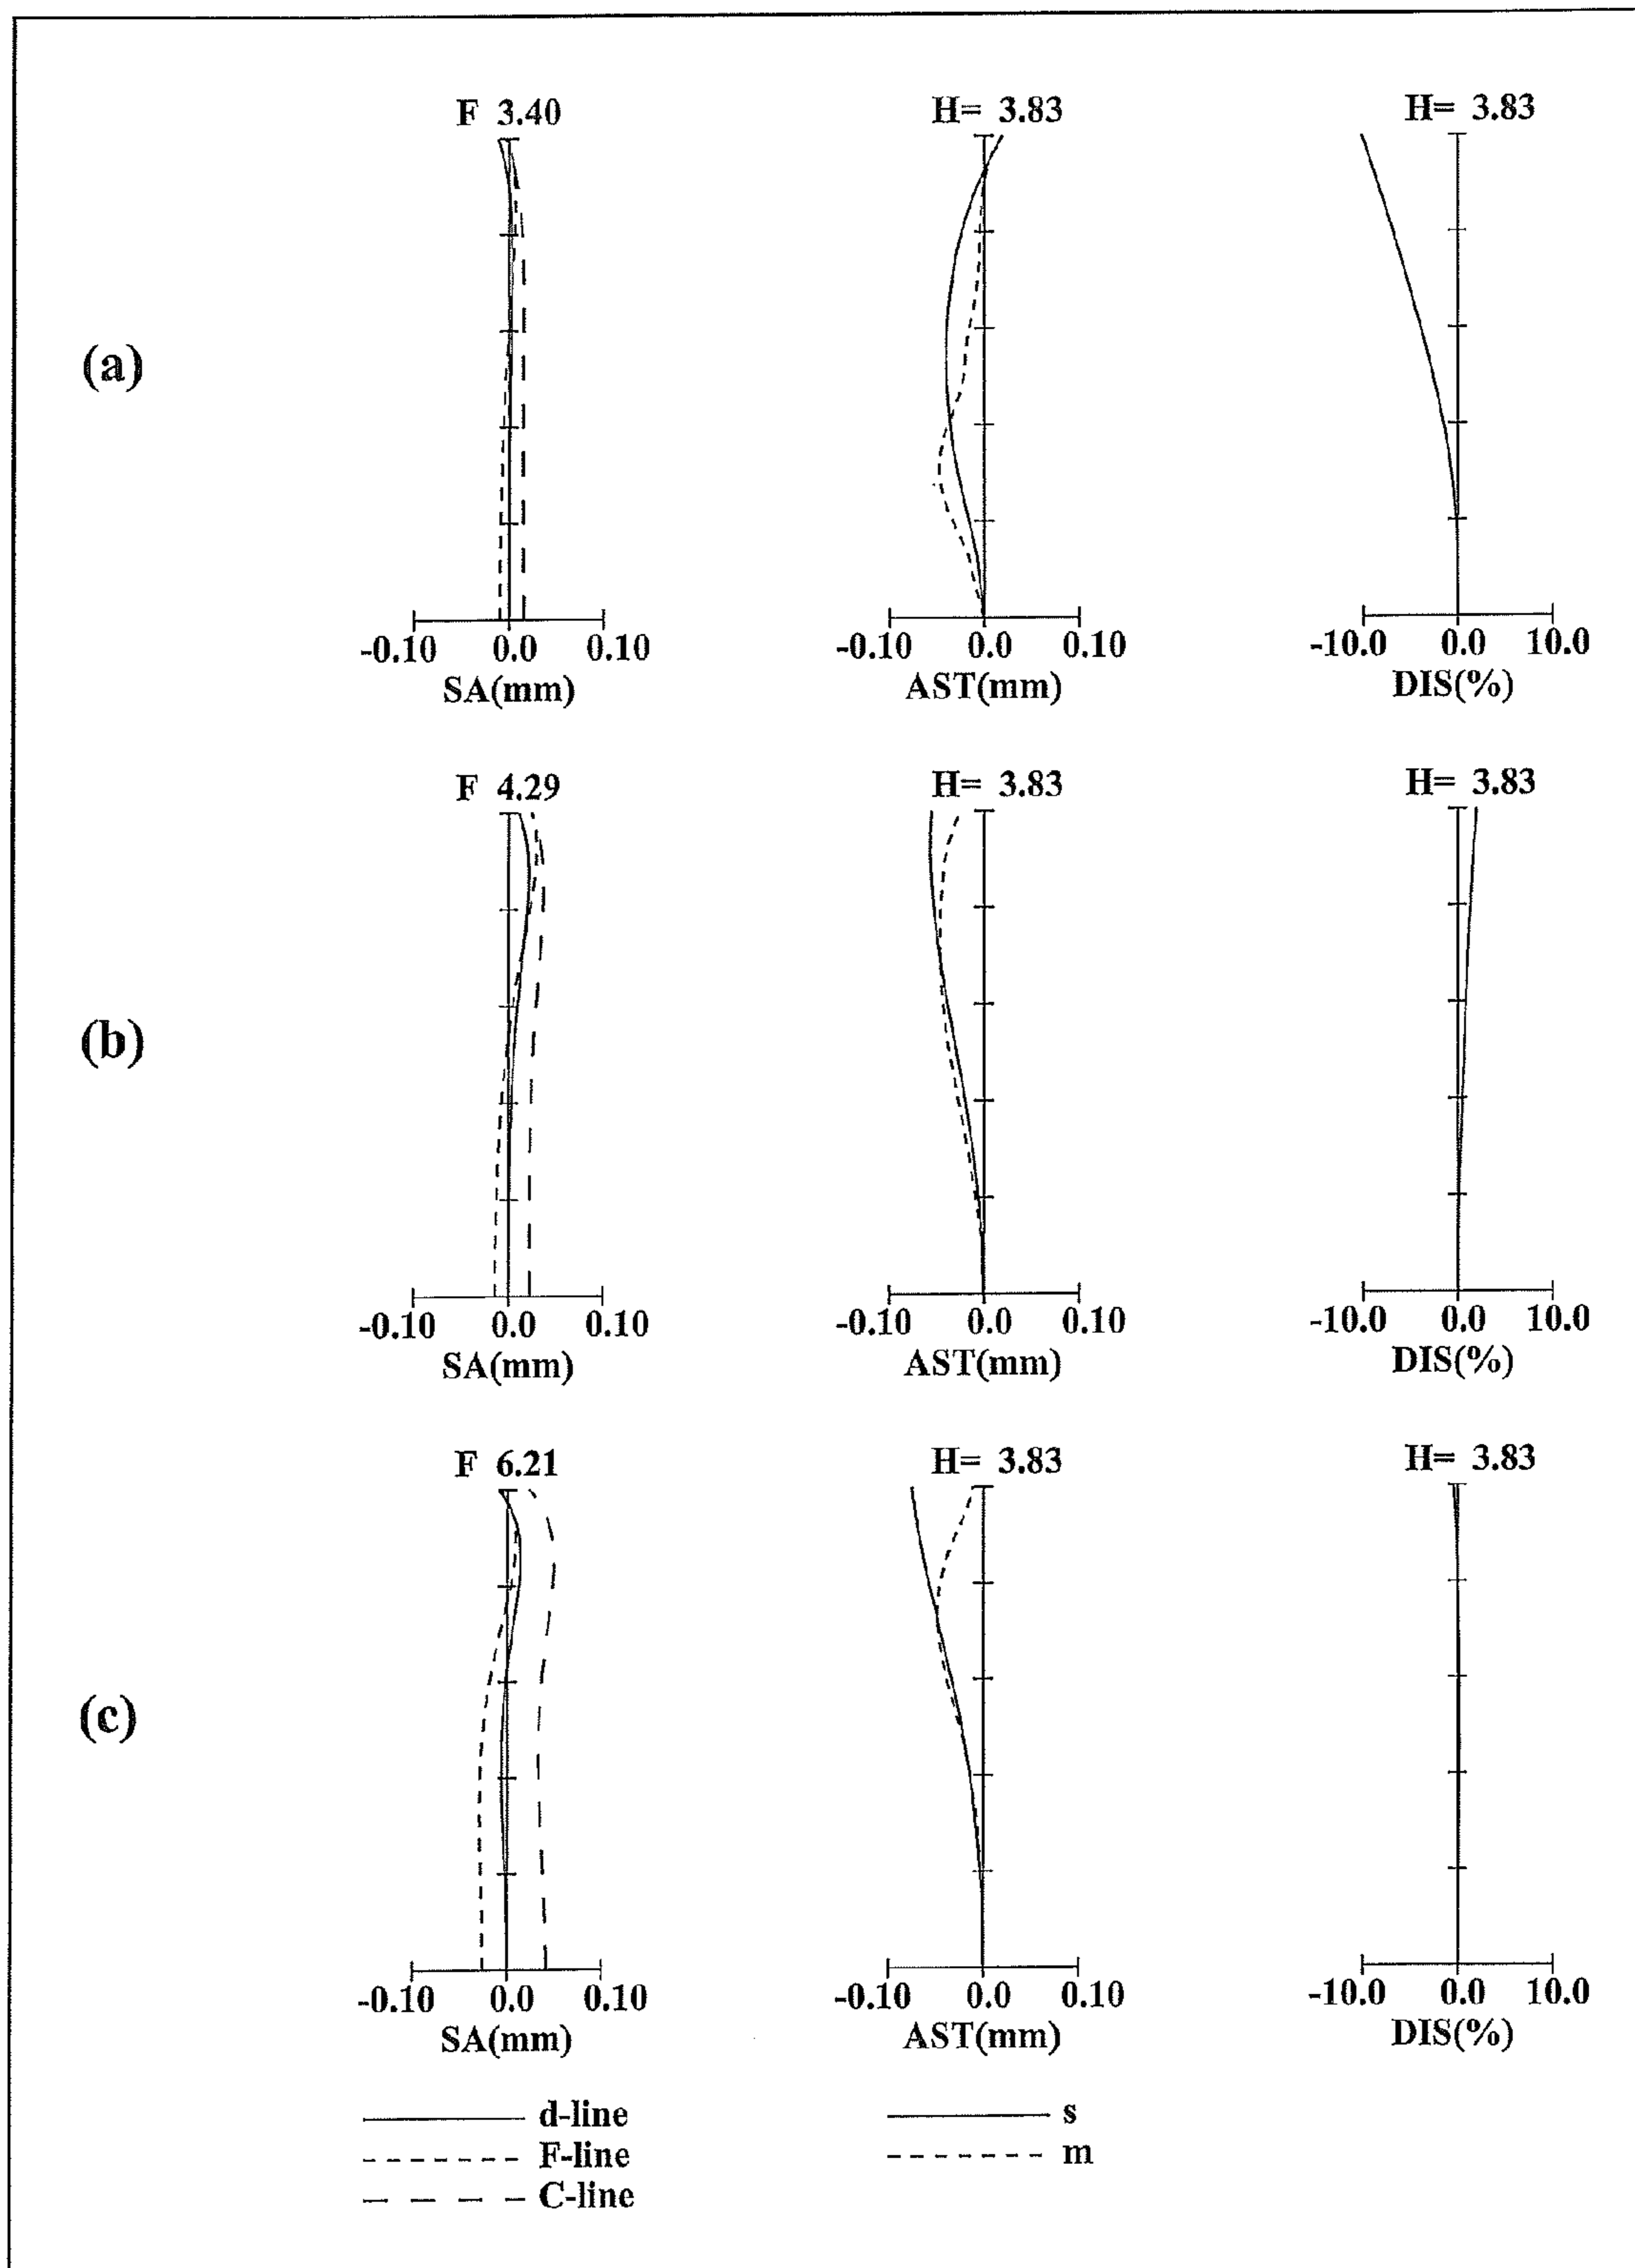 F 3.40 H= 3.83 H= 3.83
(a)
-0.10 0.0 0.10 -0.10 0.0 0.10 -10.0 0.0 10.0
SA(mm) AST(mm) DIS(%)
F 4.29 H= 3.83 H= 3.83
(b)
-0.10 0.0 0.10 -0.10 0.0 0.10 -10.0 0.0 10.0
SA(mm) AST(mm) DIS(%)
F 6.21 H= 3.83 H= 3.83
(c)
-0.10 0.0 0.10 -0.10 0.0 0.10 -10.0 0.0 10.0
SA(mm) AST(mm) DIS(%)
d-line s
F-line m
C-line